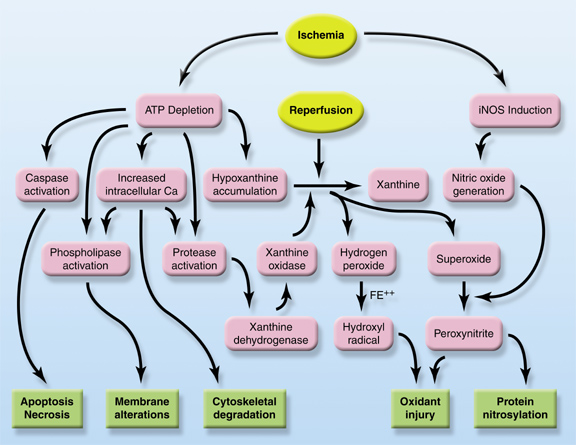 Ischemia
ATP Depletion
Reperfusion
iNOS Induction
Caspase
activation
Increased
intracellular Ca
Hypoxanthine
accumulation
Xanthine
Nitric oxide
generation
Phospholipase
activation
Protease
activation
Xanthine
oxidase
Hydrogen
peroxide
Superoxide
FE++
Xanthine
dehydrogenase
Hydroxyl
radical
Peroxynitrite
Apoptosis
Necrosis
Membrane
alterations
Cytoskeletal
degradation
Oxidant
injury
Protein
nitrosylation